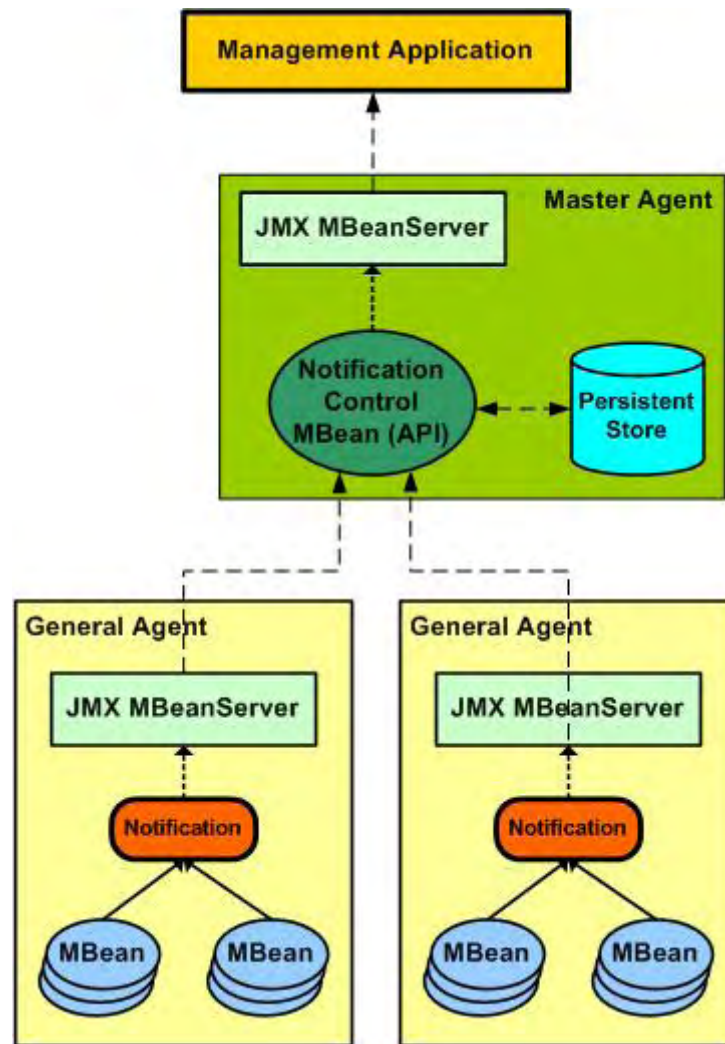 Management Application
Master Agent
JMX MBeanServer
Notification
Control
MBean (API)
Persistent
Store
General Agent
JMX MBeanServer
Notification
MBean
MBean
General Agent
JMX MBeanServer
Notification
MBean
MBean